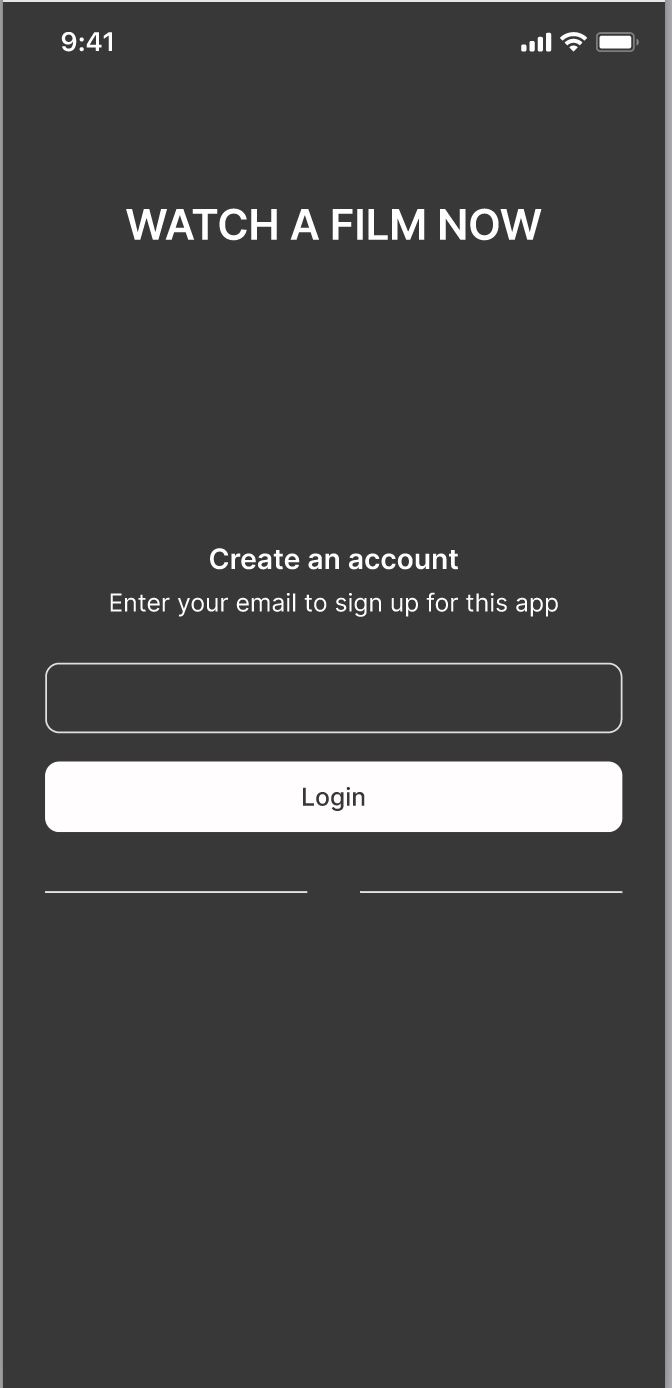 9:41
WATCH A FILM NOW
Create an account
Enter your email to sign up for this app
Login